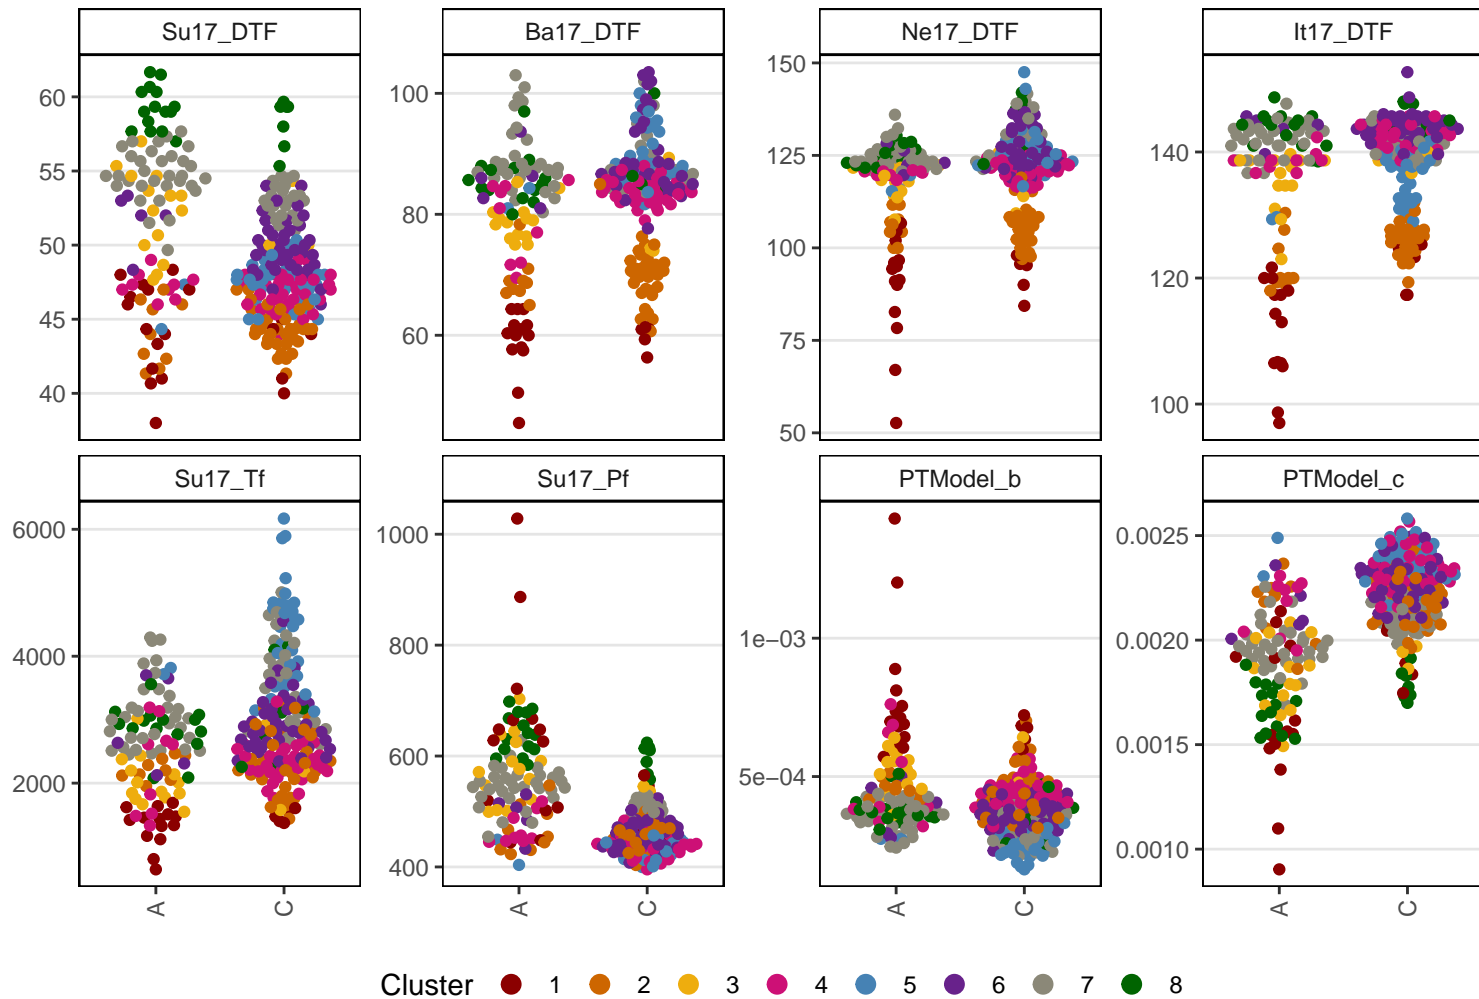 Su17_DTF Ba17_DTF Ne17_DTF It17_DTF
60 55 50 45 40
100 80 60
150 125 100 75 50
140 120 100
Su17_Tf Su17_Pf PTModel_b PTModel_c
6000 4000 2000
1000 800 600 400
1e−03 5e−04
0.0025 0.0020 0.0015 0.0010
A C A C A C A C
Cluster 1 2 3 4 5 6 7 8